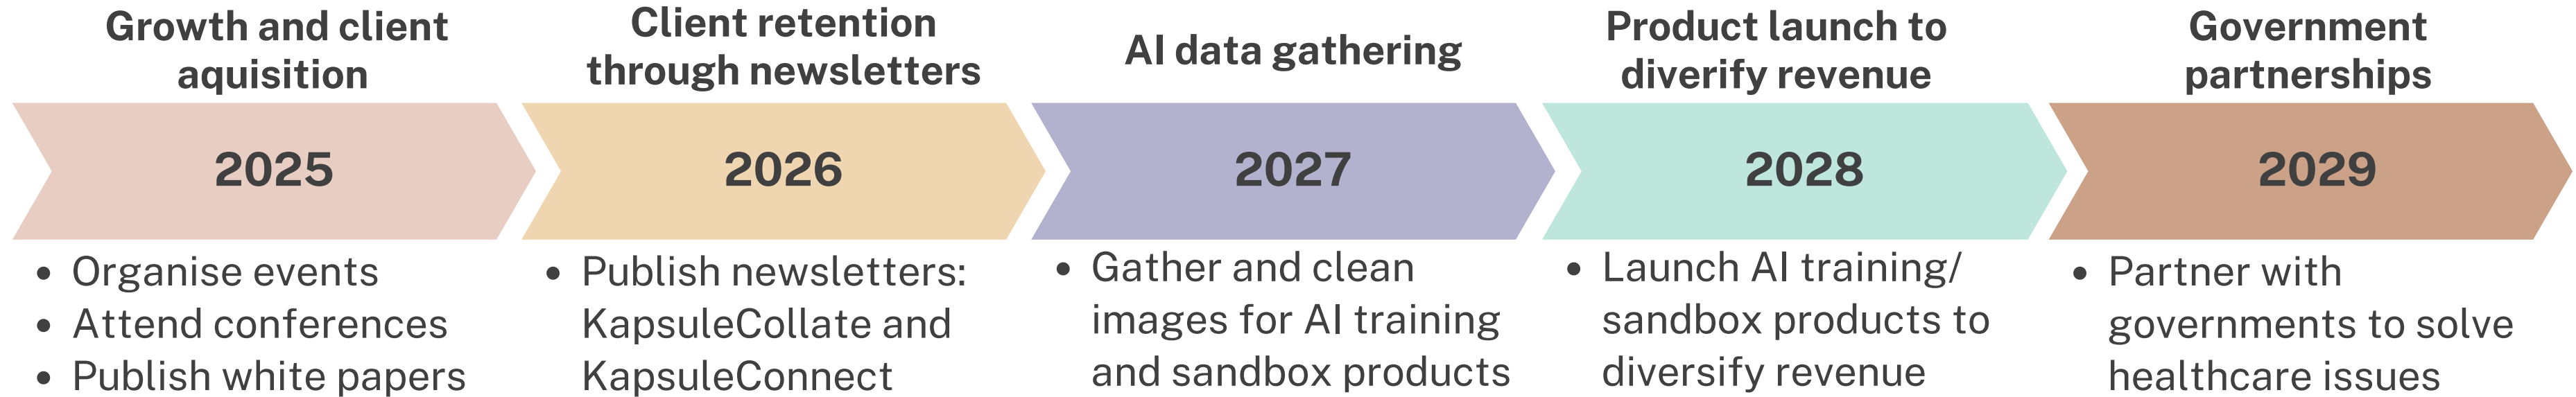 Growth and client
aquisition
Client retention
through newsletters
AI data gathering
Product launch to
diverify revenue
Government
partnerships
2025
2026
2027
2028
2029
• Organise events
• Attend conferences
• Publish white papers
• Publish newsletters:
KapsuleCollate and
KapsuleConnect
• Gather and clean
images for AI training
and sandbox products
• Launch AI training/
sandbox products to
diversify revenue
• Partner with
governments to solve
healthcare issues